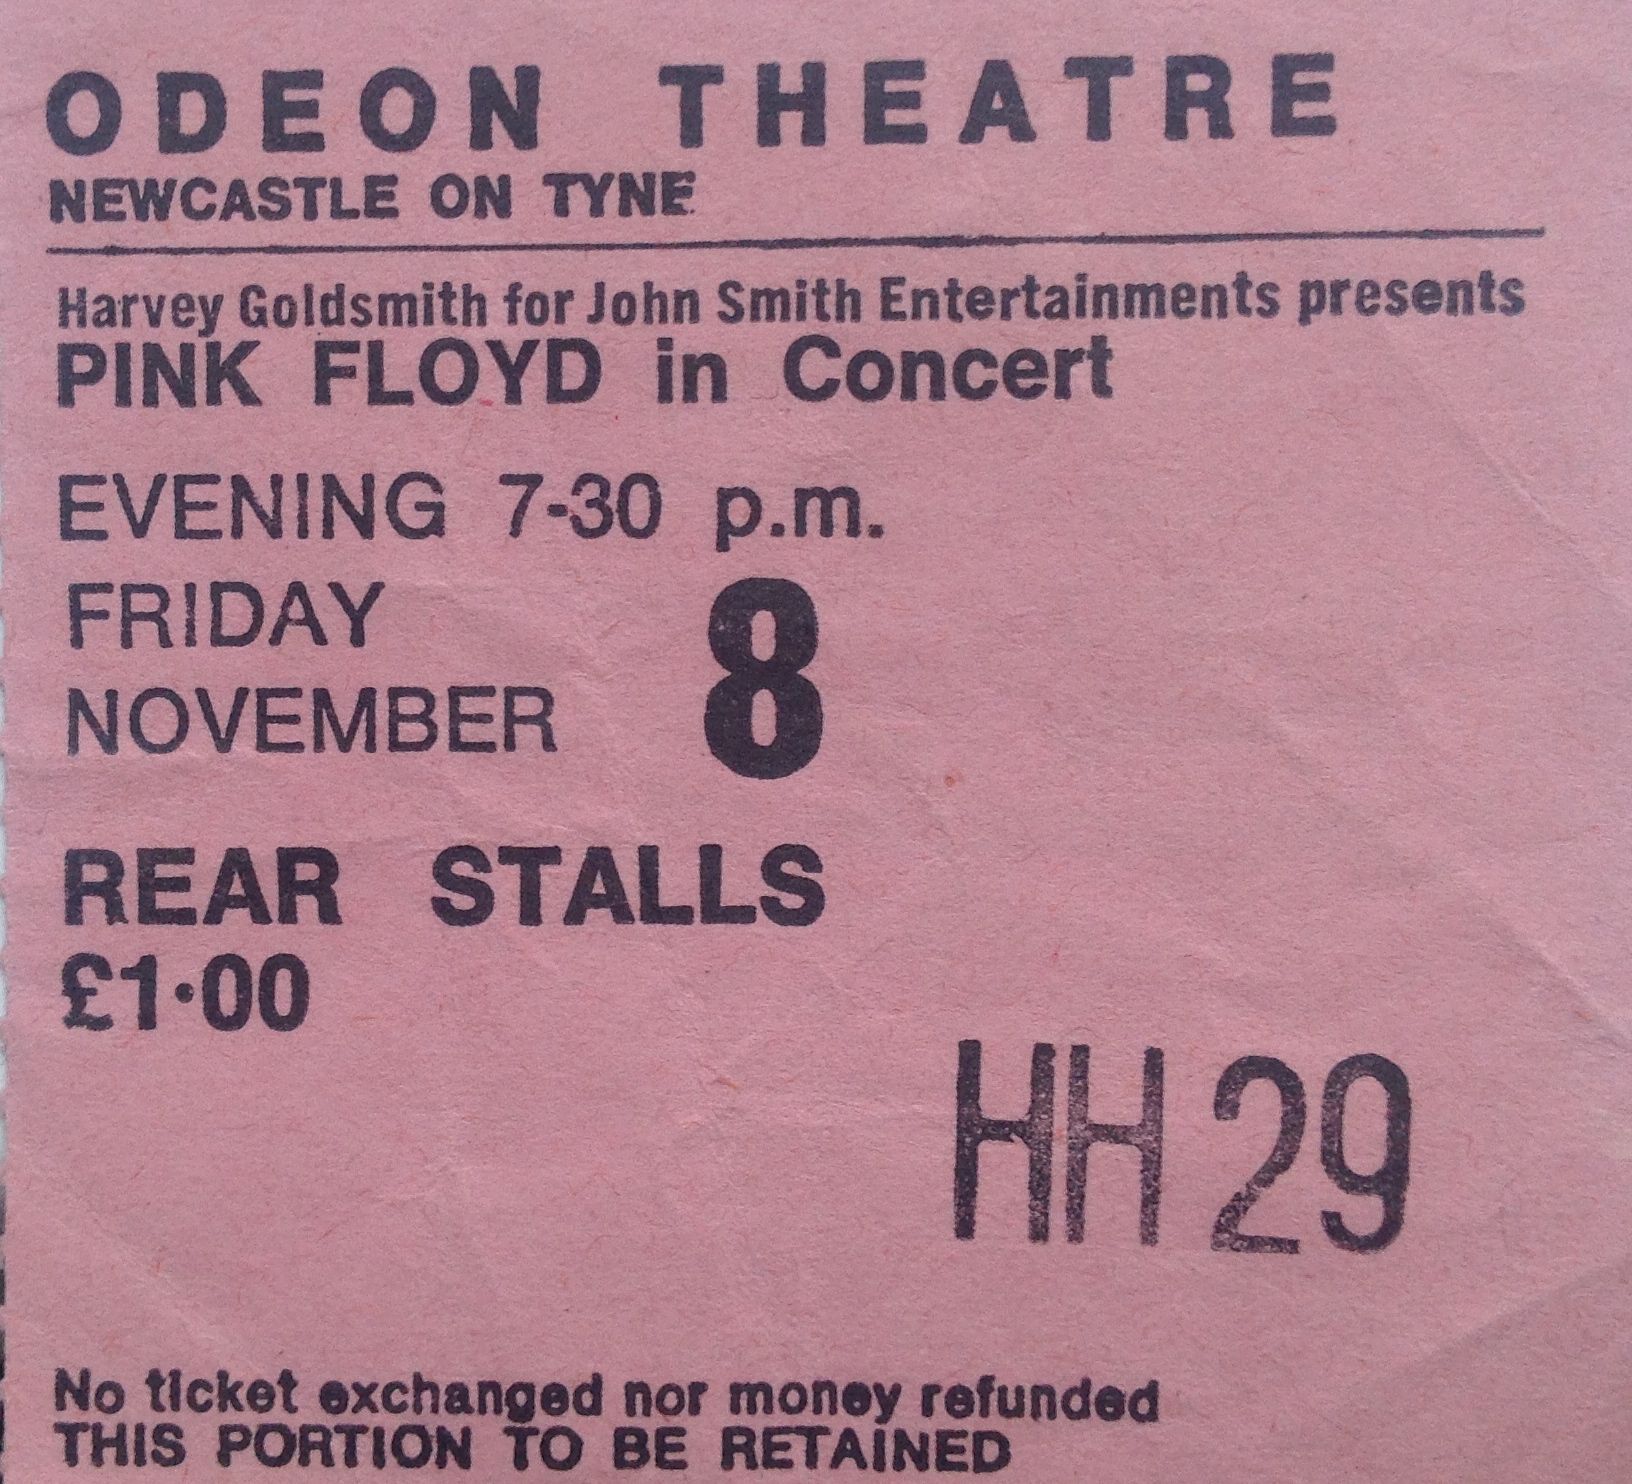 ODEON THEATRE
NEWCASTLE ON TYNE
Harvey Goldsmith for John Smith Entertainments presents
PINK FLOYD in Concert
EVENING 7-30 p.m.
FRIDAY
NOVEMBER 8
REAR STALLS
£1·00
HH 29
No ticket exchanged nor money refunded
THIS PORTION TO BE RETAINED